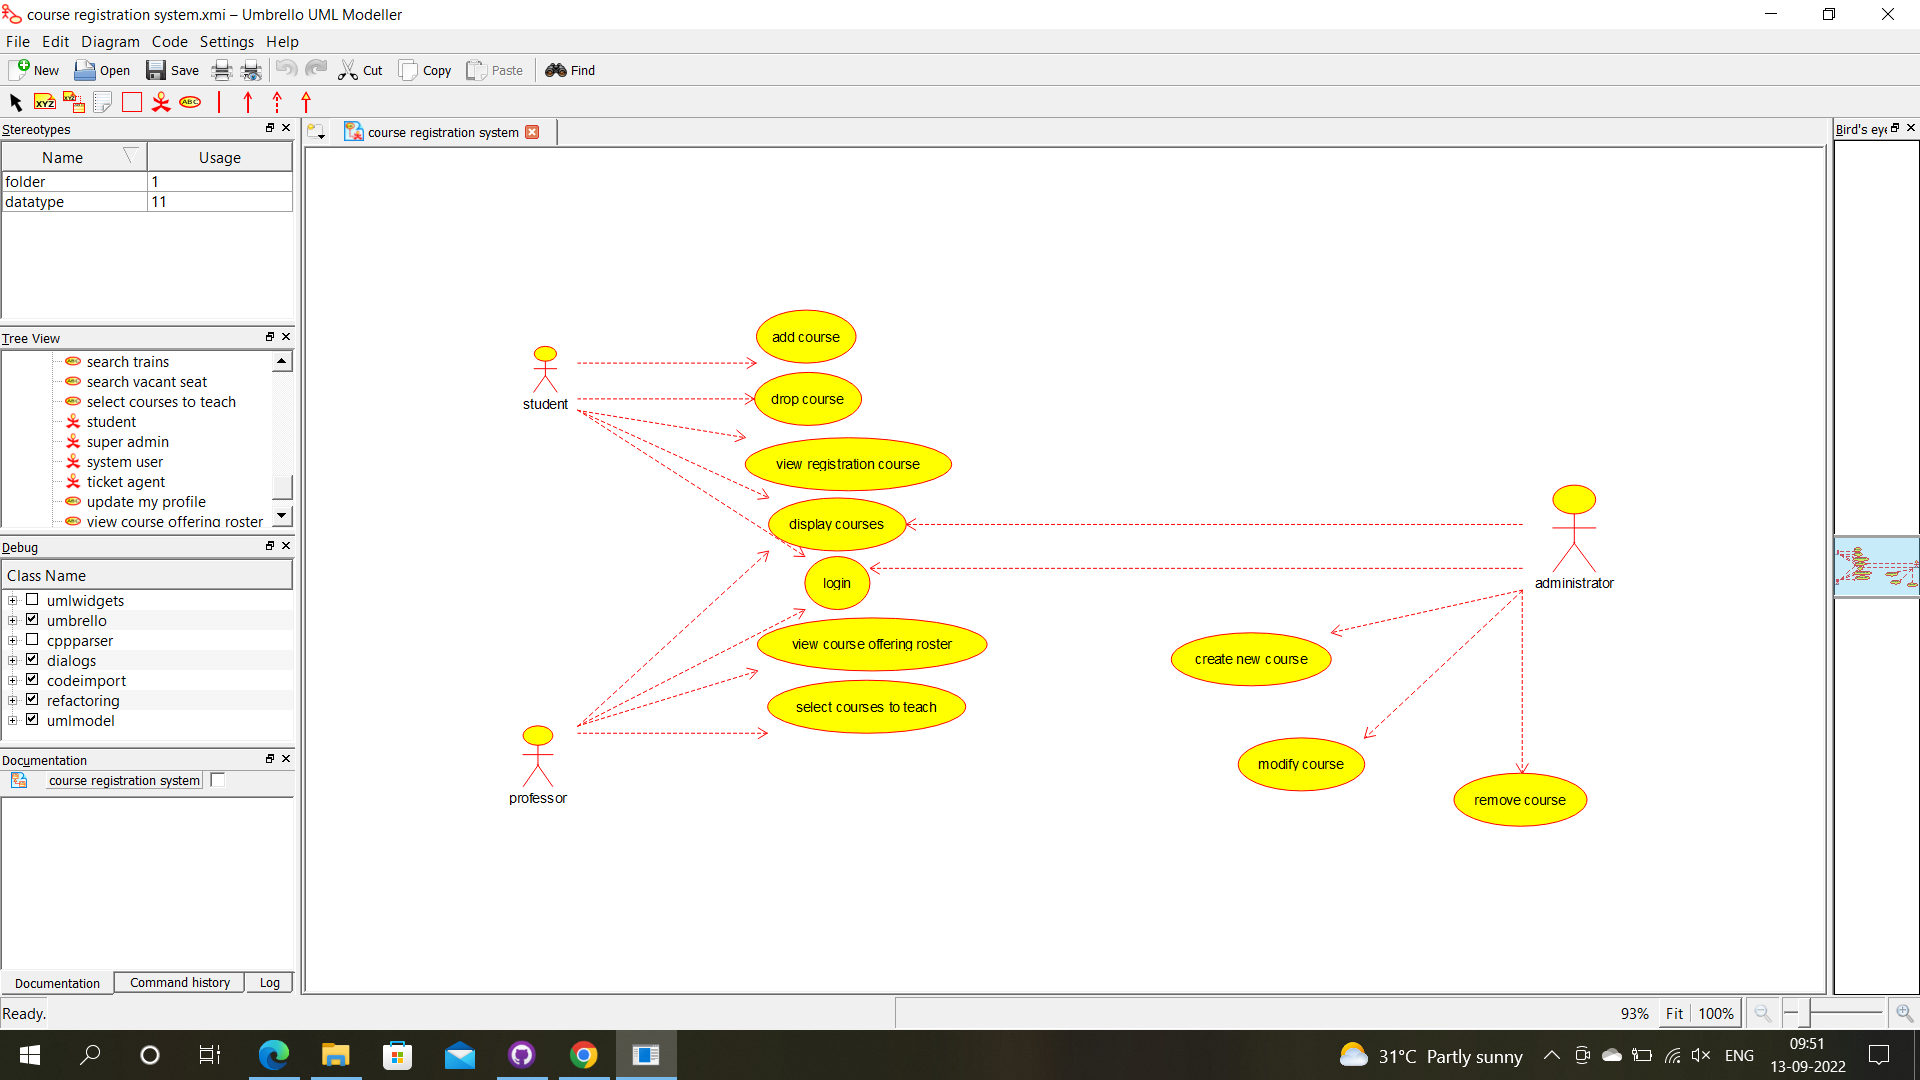 course registration system.xmi – Umbrello UML Modeller
File Edit Diagram Code Settings Help
New Open Save Cut Copy Paste Find
XYZ XYZ ABC
Stereotypes
Name Usage
folder 1
datatype 11
Tree View
search trains
search vacant seat
select courses to teach
student
super admin
system user
ticket agent
update my profile
view course offering roster
Debug
Class Name
umlwidgets
umbrello
cppparser
dialogs
codeimport
refactoring
umlmodel
Documentation
course registration system
Documentation Command history Log
course registration system
Bird's eye
add course
student
drop course
view registration course
display courses
login
administrator
view course offering roster
create new course
select courses to teach
professor
modify course
remove course
Ready.
93% Fit 100%
31°C Partly sunny
ENG
09:51
13-09-2022